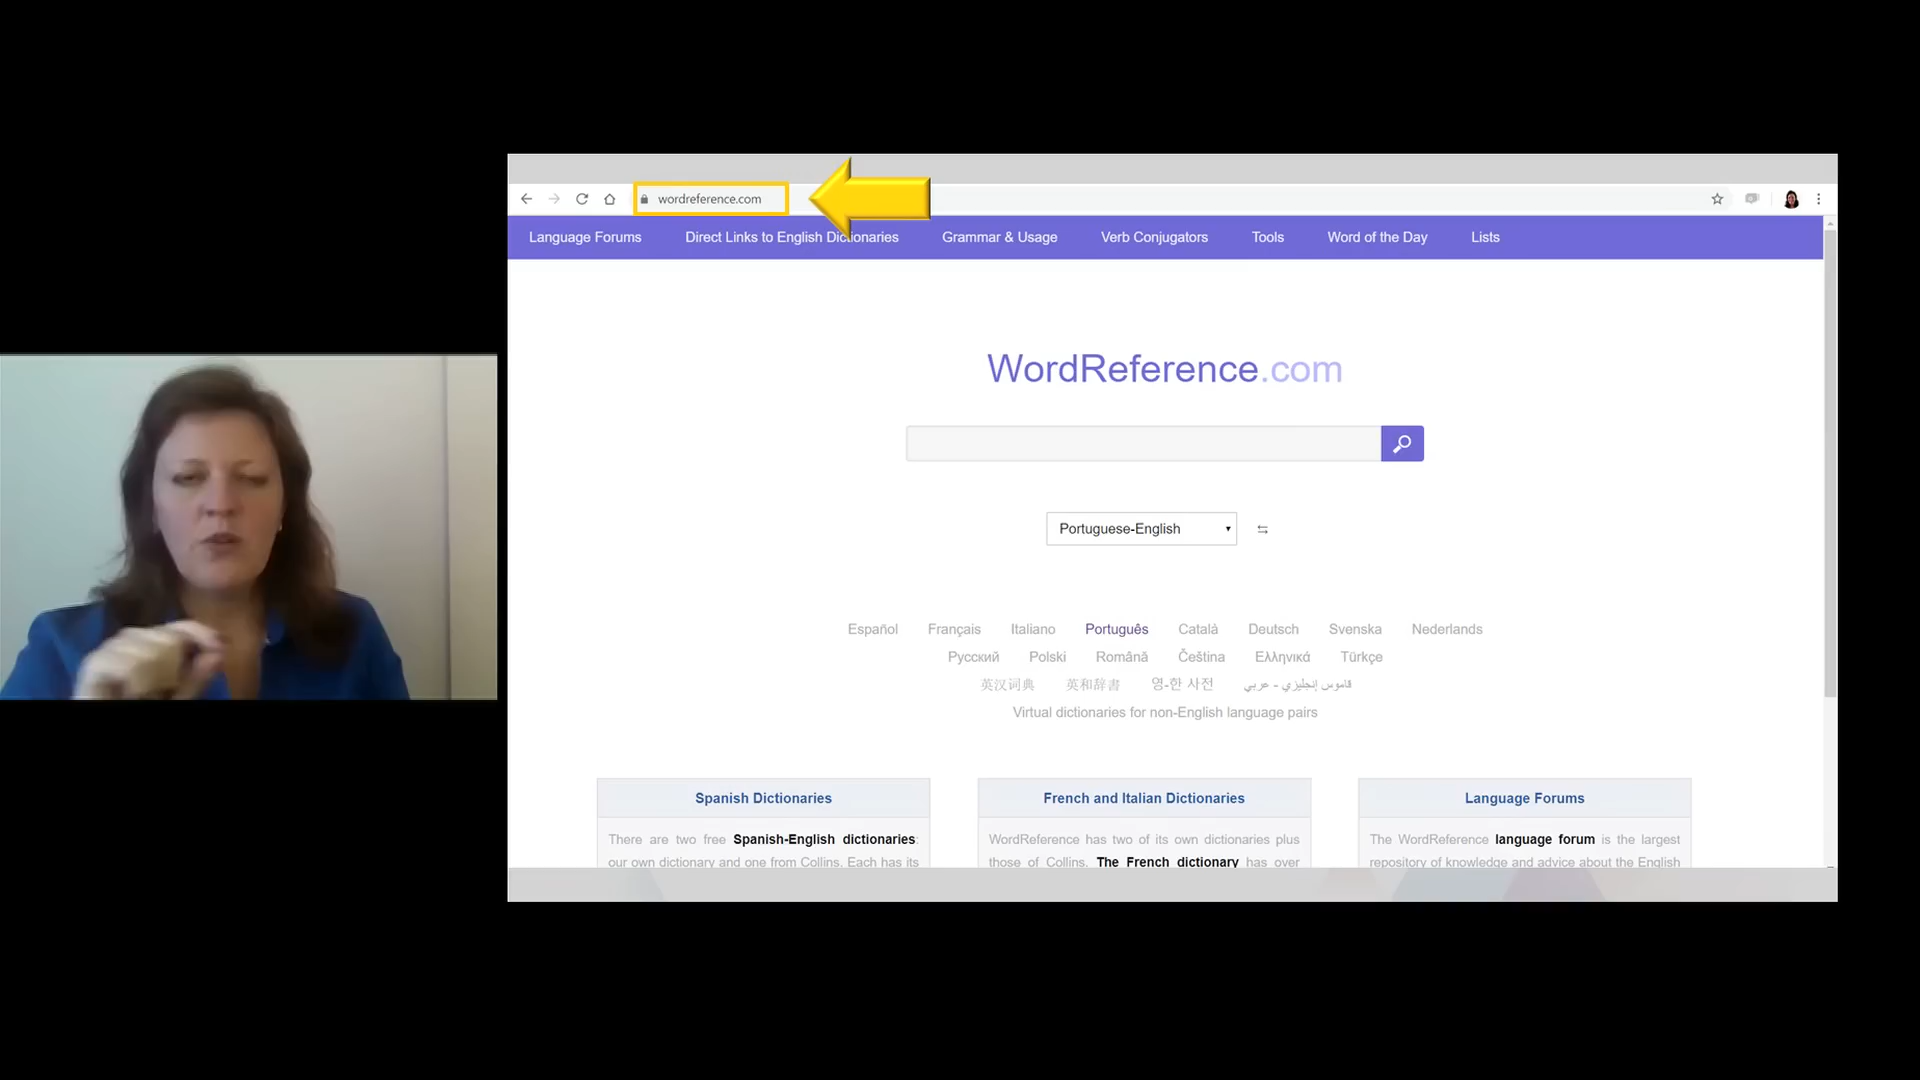 wordreference.com
Language Forums Direct Links to English Dictionaries Grammar & Usage Verb Conjugators Tools Word of the Day Lists
WordReference.com
Portuguese-English
Español Français Italiano Português Català Deutsch Svenska Nederlands
Русский Polski Română Čeština Ελληνικά Türkçe
英汉词典 英和辞書 영-한 사전 قاموس إنجليزي - عربي
Virtual dictionaries for non-English language pairs
Spanish Dictionaries
There are two free Spanish-English dictionaries:
our own dictionary and one from Collins. Each has its
French and Italian Dictionaries
WordReference has two of its own dictionaries plus
those of Collins. The French dictionary has over
Language Forums
The WordReference language forum is the largest
repository of knowledge and advice about the English